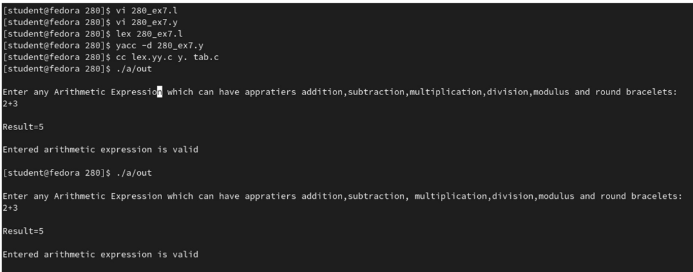 [student@fedora 280]$ vi 280_ex7.l
[student@fedora 280]$ vi 280_ex7.y
[student@fedora 280]$ lex 280_ex7.l
[student@fedora 280]$ yacc -d 280_ex7.y
[student@fedora 280]$ cc lex.yy.c y. tab.c
[student@fedora 280]$ ./a/out
Enter any Arithmetic Expression which can have appratiers addition,subtraction,multiplication,division,modulus and round bracelets:
2+3
Result=5
Entered arithmetic expression is valid
[student@fedora 280]$ ./a/out
Enter any Arithmetic Expression which can have appratiers addition,subtraction, multiplication,division,modulus and round bracelets:
2+3
Result=5
Entered arithmetic expression is valid